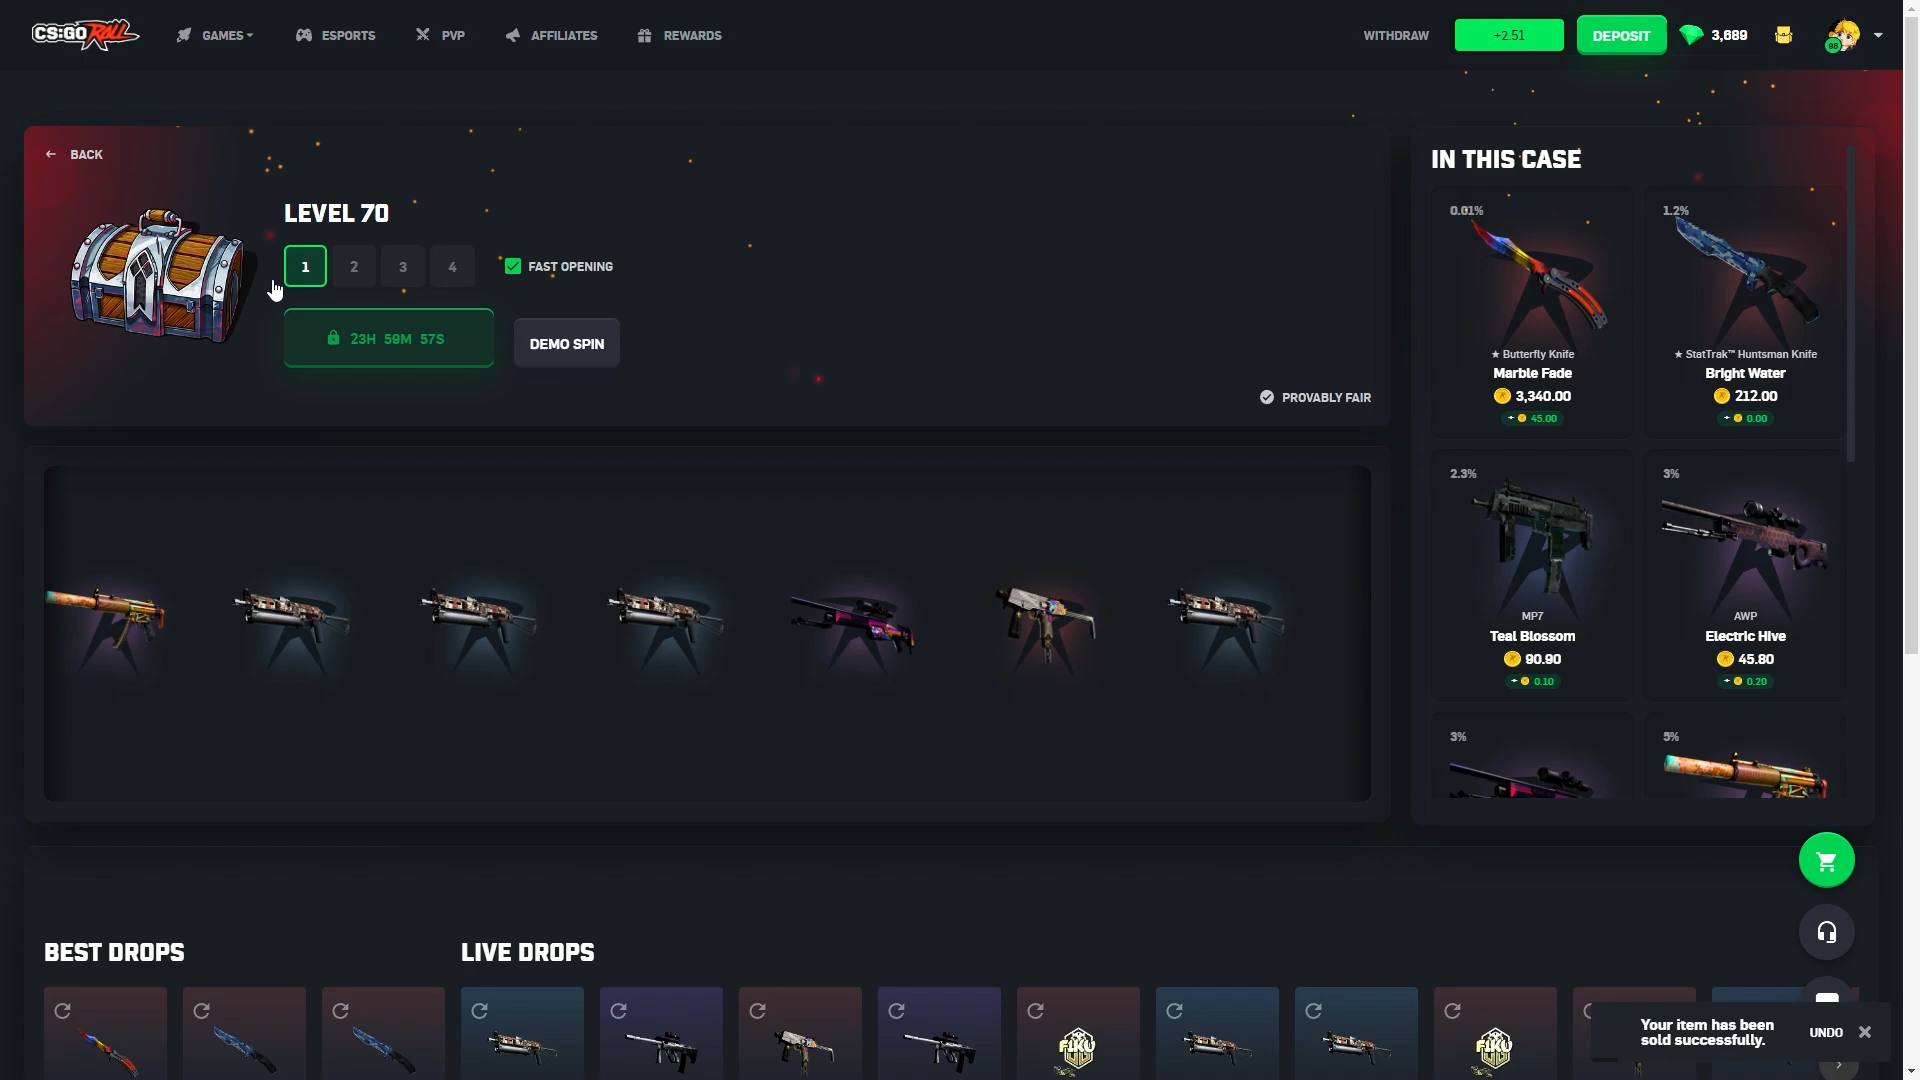 CS:GO ROLL
GAMES
ESPORTS
PVP
AFFILIATES
REWARDS
WITHDRAW
+2.51
DEPOSIT
3,689
98
BACK
LEVEL 70
1
2
3
4
FAST OPENING
23H 59M 57S
DEMO SPIN
PROVABLY FAIR
IN THIS CASE
0.01%
★ Butterfly Knife
Marble Fade
3,340.00
45.00
1.2%
★ StatTrak™ Huntsman Knife
Bright Water
212.00
0.00
2.3%
MP7
Teal Blossom
90.90
0.10
3%
AWP
Electric Hive
45.80
0.20
3%
5%
BEST DROPS
LIVE DROPS
FIKU
FIKU
Your item has been
sold successfully.
UNDO